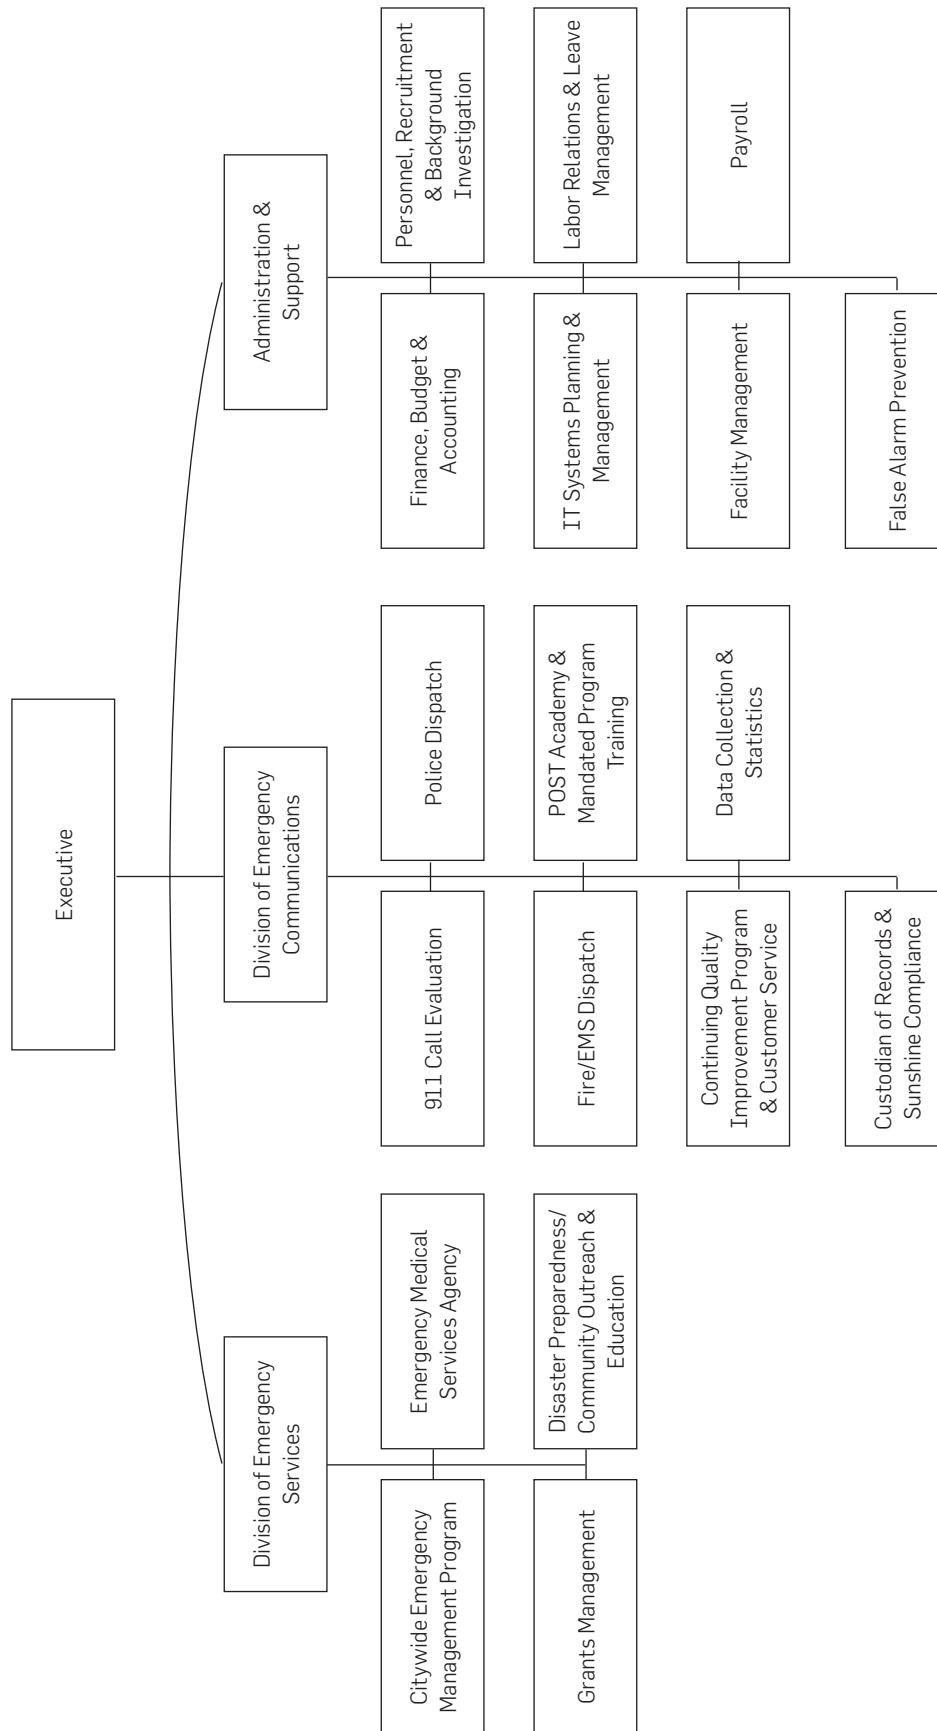 Executive
Division of Emergency
Services
Division of Emergency
Communications
Administration &
Support
Citywide Emergency
Management Program
Emergency Medical
Services Agency
Grants Management
Disaster Preparedness/
Community Outreach &
Education
911 Call Evaluation
Police Dispatch
Fire/EMS Dispatch
POST Academy &
Mandated Program
Training
Continuing Quality
Improvement Program
& Customer Service
Data Collection &
Statistics
Custodian of Records &
Sunshine Compliance
Finance, Budget &
Accounting
Personnel, Recruitment
& Background
Investigation
IT Systems Planning &
Management
Labor Relations & Leave
Management
Facility Management
Payroll
False Alarm Prevention